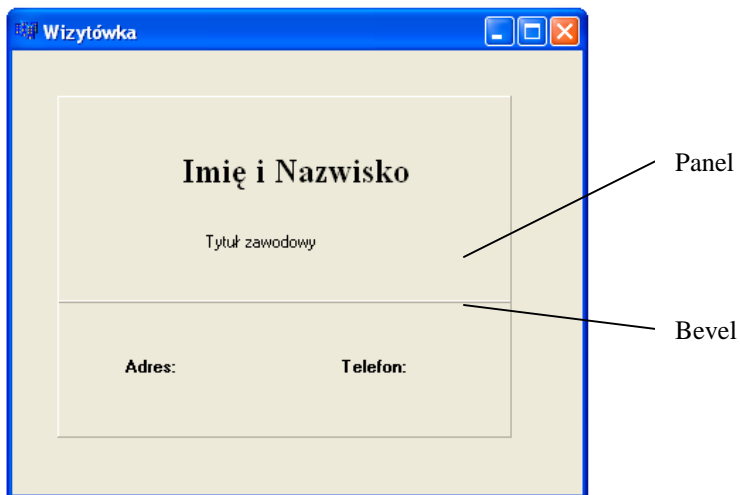 Wizytówka
Imię i Nazwisko
Panel
Tytuł zawodowy
Bevel
Adres: Telefon: